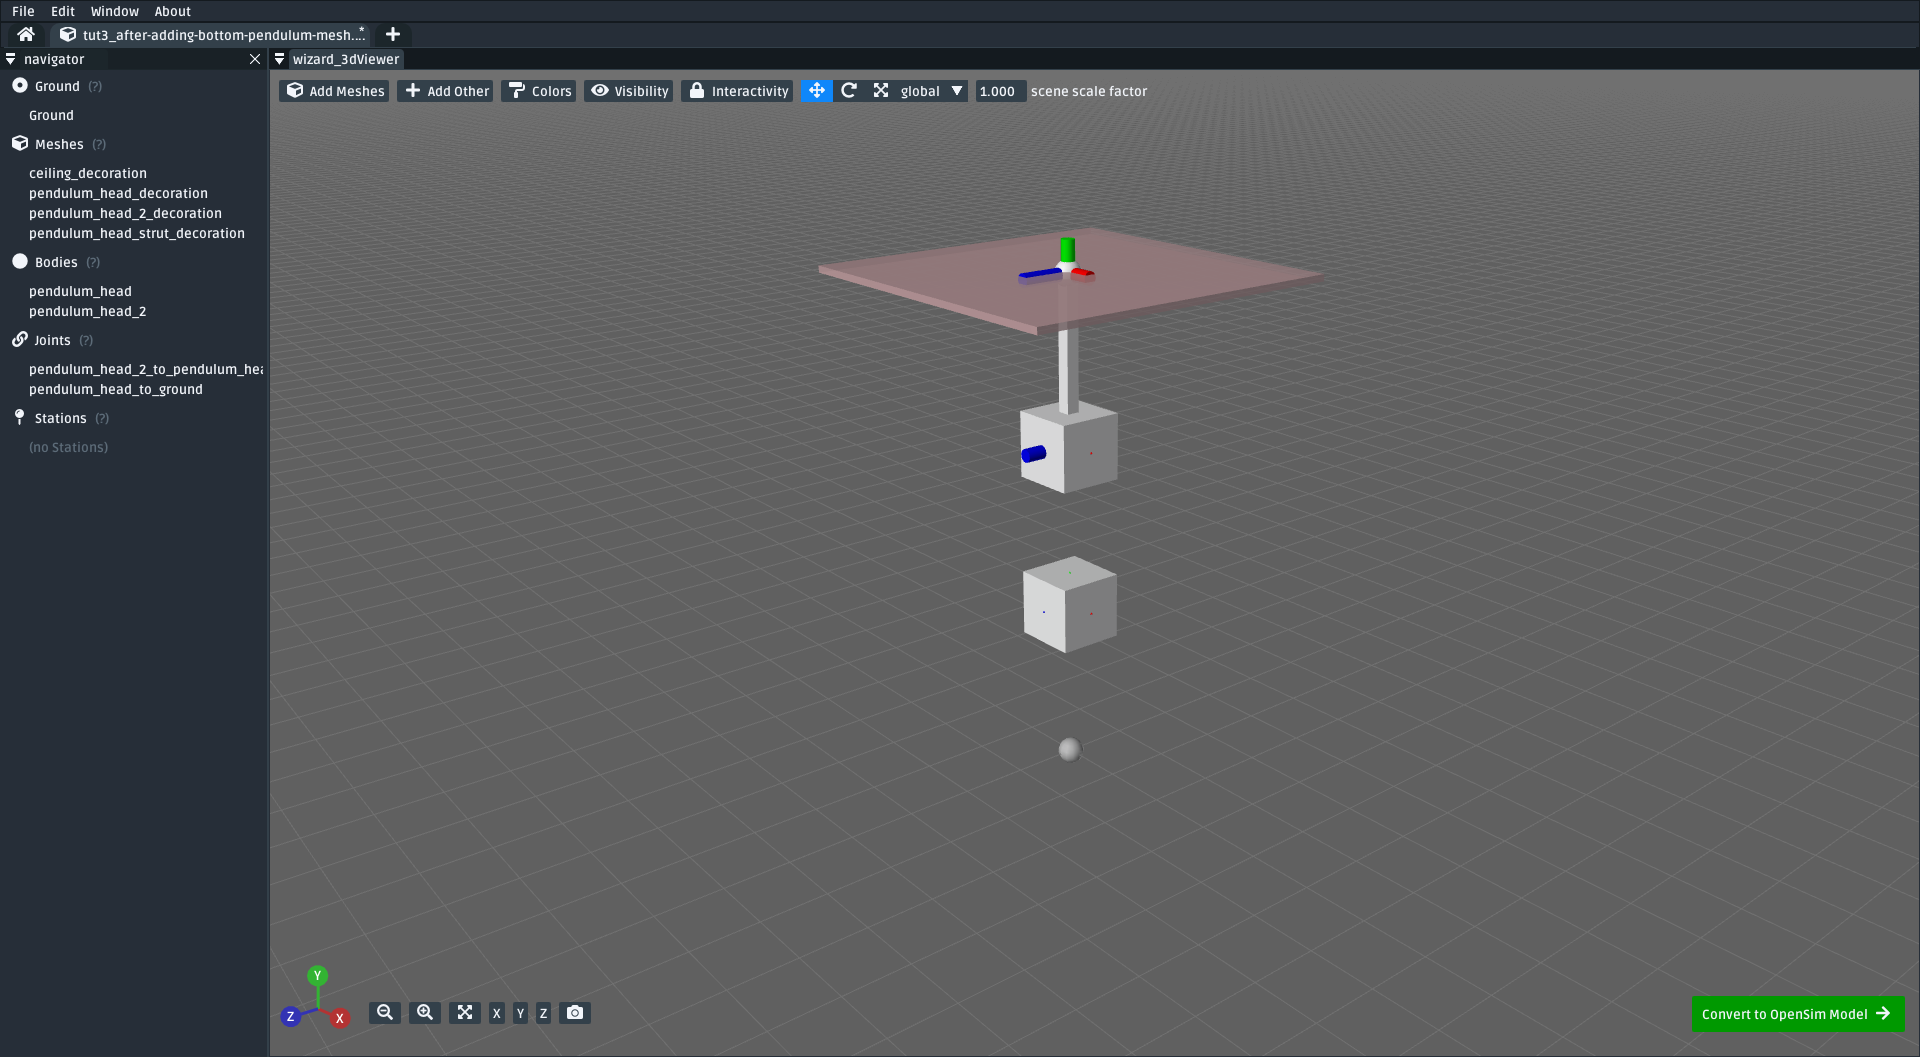 File Edit Window About
tut3_after-adding-bottom-pendulum-mesh...*
navigator
wizard_3dViewer
Add Meshes Add Other Colors Visibility Interactivity global 1.000 scene scale factor
Ground (?)
Ground
Meshes (?)
ceiling_decoration
pendulum_head_decoration
pendulum_head_2_decoration
pendulum_head_strut_decoration
Bodies (?)
pendulum_head
pendulum_head_2
Joints (?)
pendulum_head_2_to_pendulum_hea
pendulum_head_to_ground
Stations (?)
(no Stations)
Y
Z X
X Y Z
Convert to OpenSim Model